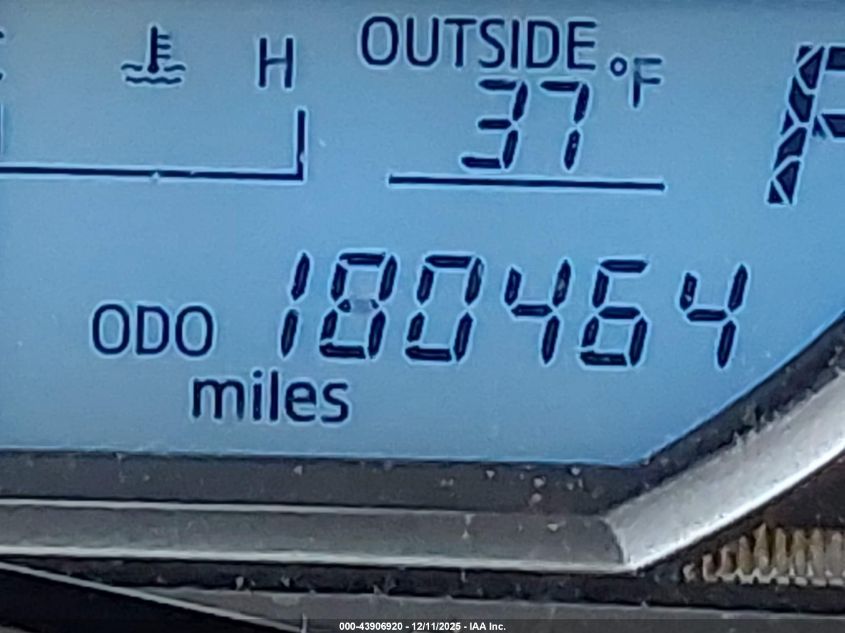 H
OUTSIDE
37 °F
ODO 180464
miles
000-43906920 - 12/11/2025 - IAA Inc.